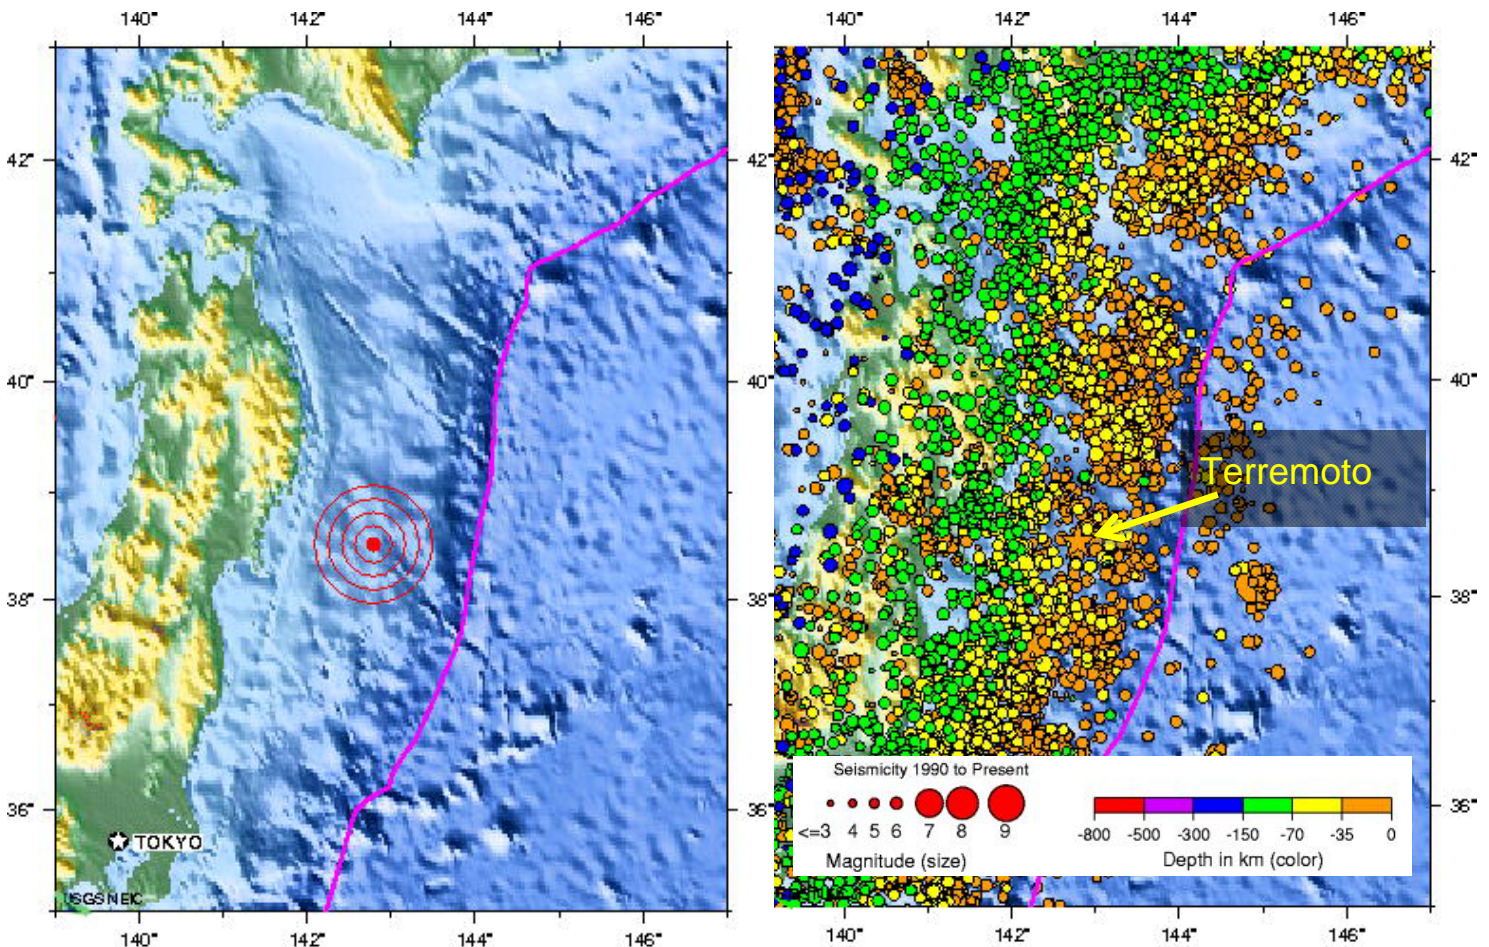 140° 142° 144° 146° 140° 142° 144° 146°
42° 42° 42°
40° 40° 40°
Terremoto
38° 38° 38°
Seismicity 1990 to Present
36° 36° 36°
<=3 4 5 6 7 8 9
-800 -500 -300 -150 -70 -35 0
TOKYO
Magnitude (size) Depth in km (color)
USGS NEIC
140° 142° 144° 146° 140° 142° 144° 146°